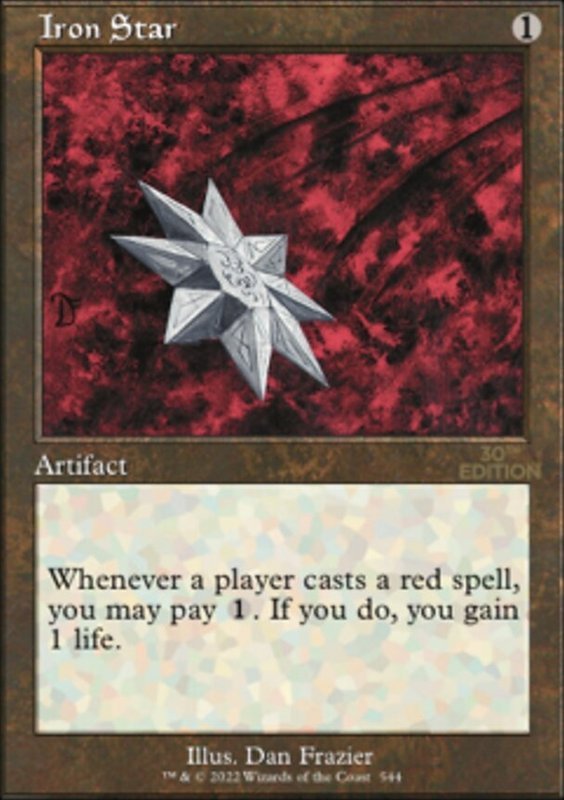 Iron Star 1
DF
Artifact
30TH EDITION
Whenever a player casts a red spell,
you may pay 1. If you do, you gain
1 life.
Illus. Dan Frazier
™ & © 2022 Wizards of the Coast 544